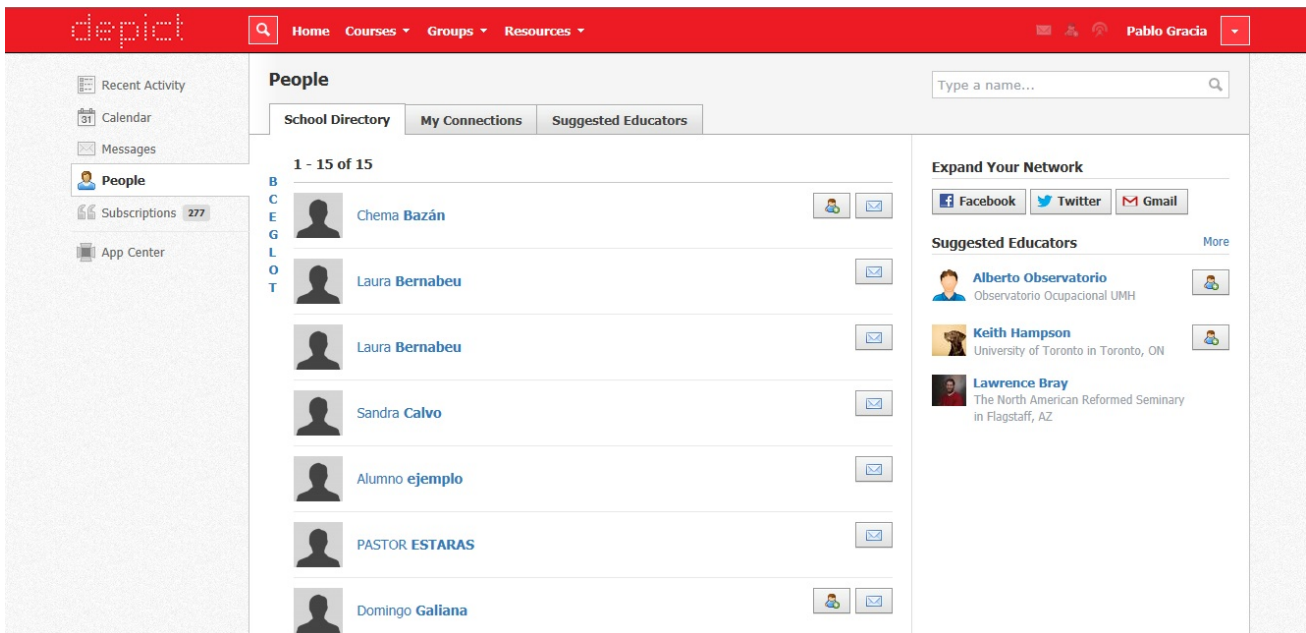 depict Home Courses Groups Resources Pablo Gracia
Recent Activity
31 Calendar
Messages
People
Subscriptions 277
App Center
People
Type a name...
School Directory My Connections Suggested Educators
1 - 15 of 15
B
C
E
G
L
O
T
Chema Bazán
Laura Bernabeu
Laura Bernabeu
Sandra Calvo
Alumno ejemplo
PASTOR ESTARAS
Domingo Galiana
Expand Your Network
Facebook Twitter Gmail
Suggested Educators More
Alberto Observatorio
Observatorio Ocupacional UMH
Keith Hampson
University of Toronto in Toronto, ON
Lawrence Bray
The North American Reformed Seminary
in Flagstaff, AZ